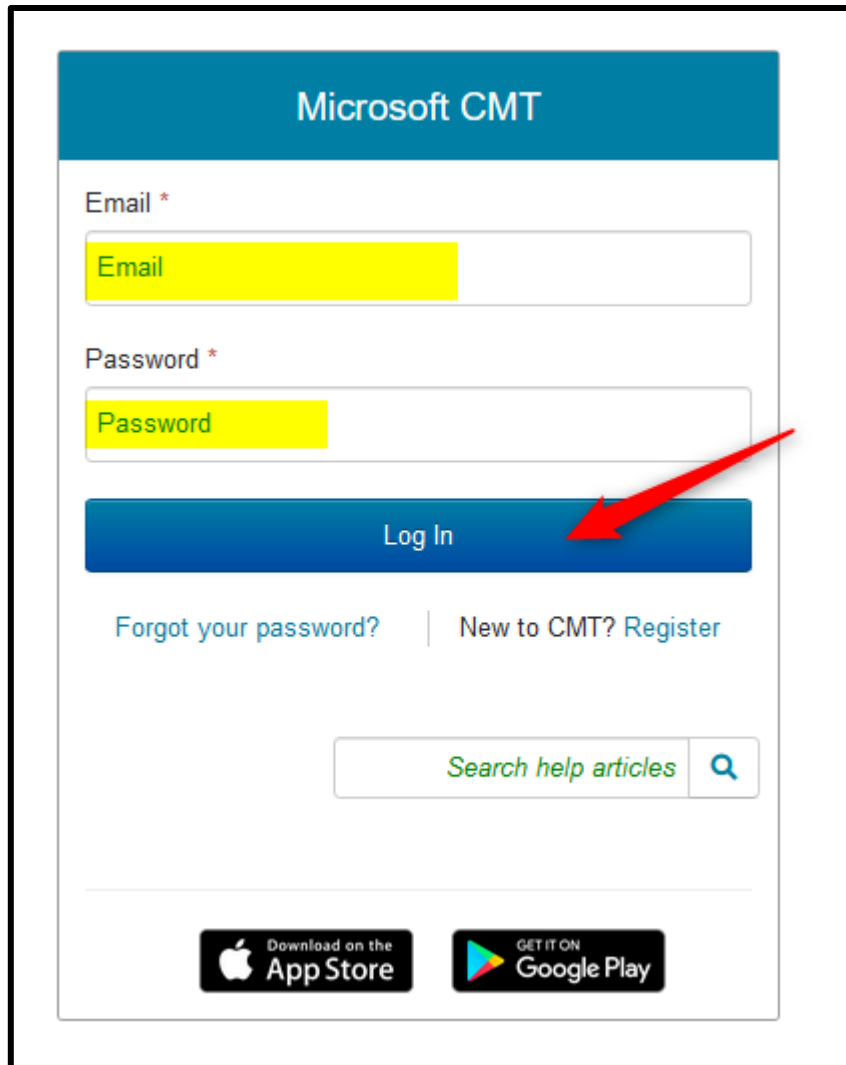 Microsoft CMT
Email *
Email
Password *
Password
Log In
Forgot your password? New to CMT? Register
Search help articles
Download on the
App Store
GET IT ON
Google Play